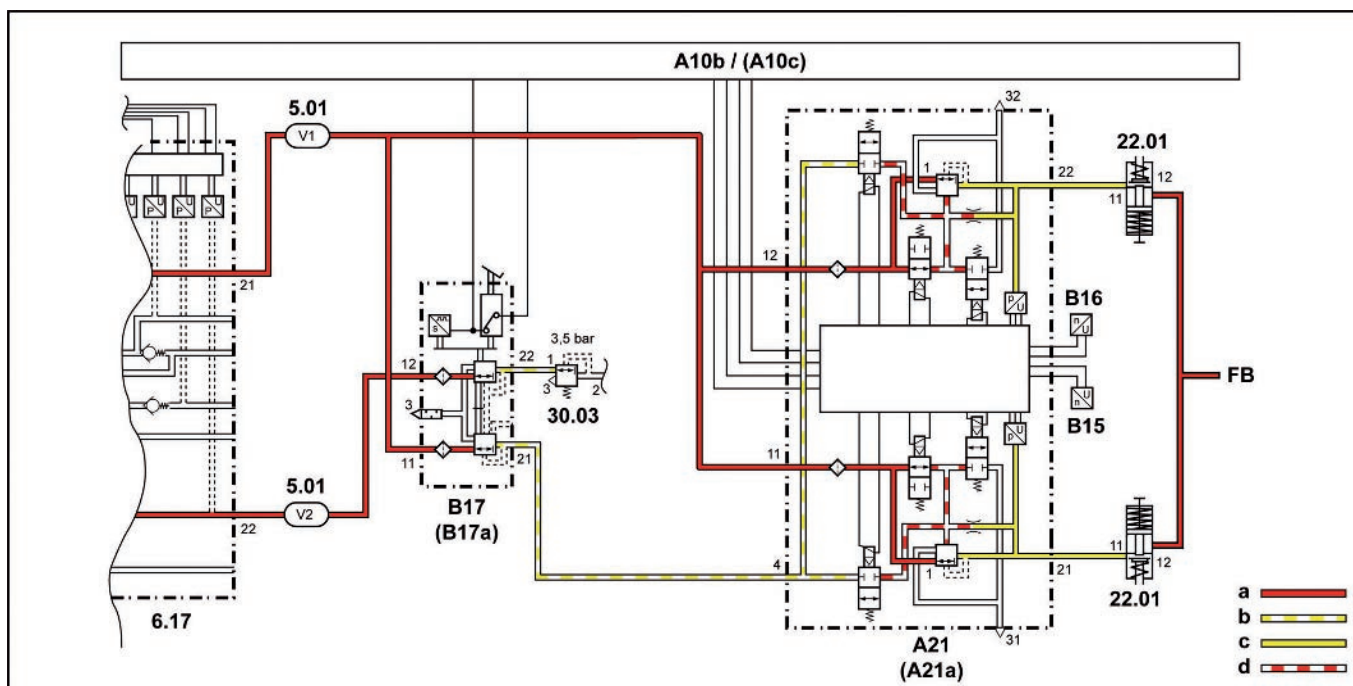 A10b / (A10c)
5.01
V1
32
22.01
1
22
12
11
U
P
U
P
U
P
U
21
12
P
U
B16
n
U
s
3,5 bar
22
1
12
3
2
3
30.03
FB
n
U
B15
11
21
11
P
U
5.01
V2
22
B17
(B17a)
11
12
4
1
21
22.01
6.17
31
A21
(A21a)
a
b
c
d